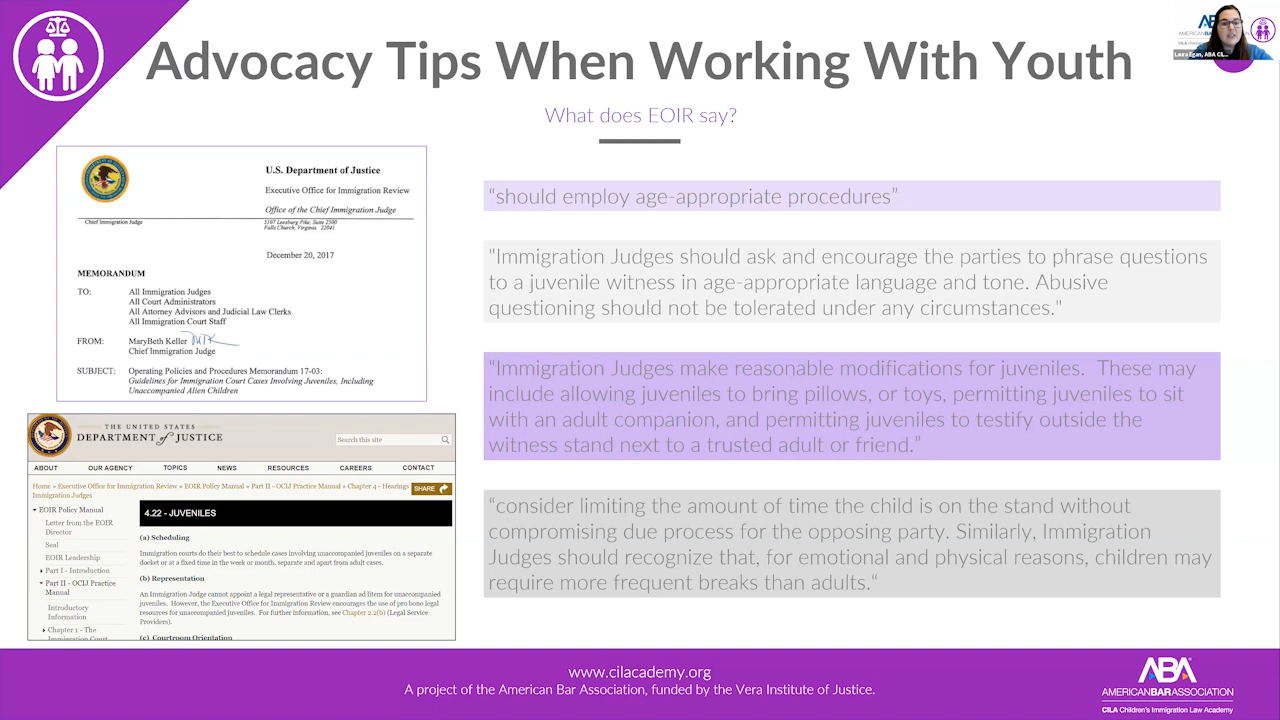 Advocacy Tips When Working With Youth
What does EOIR say?
Laura Egan, ABA CIL...
U.S. Department of Justice
Executive Office for Immigration Review
Office of the Chief Immigration Judge
Chief Immigration Judge
5107 Leesburg Pike, Suite 2500
Falls Church, Virginia 22041
December 20, 2017
MEMORANDUM
TO: All Immigration Judges
All Court Administrators
All Attorney Advisors and Judicial Law Clerks
All Immigration Court Staff
FROM: MaryBeth Keller
Chief Immigration Judge
SUBJECT: Operating Policies and Procedures Memorandum 17-03:
Guidelines for Immigration Court Cases Involving Juveniles, Including
Unaccompanied Alien Children
THE UNITED STATES
DEPARTMENT of JUSTICE
Search this site
ABOUT OUR AGENCY TOPICS NEWS RESOURCES CAREERS CONTACT
Home » Executive Office for Immigration Review » EOIR Policy Manual » Part II - OCIJ Practice Manual » Chapter 4 - Hearings
Immigration Judges
SHARE
EOIR Policy Manual
Letter from the EOIR
Director
Seal
EOIR Leadership
Part I - Introduction
Part II - OCIJ Practice
Manual
Introductory
Information
Chapter 1 - The
Immigration Court
4.22 - JUVENILES
(a) Scheduling
Immigration courts do their best to schedule cases involving unaccompanied juveniles on a separate
docket or at a fixed time in the week or month, separate and apart from adult cases.
(b) Representation
An Immigration Judge cannot appoint a legal representative or a guardian ad litem for unaccompanied
juveniles. However, the Executive Office for Immigration Review encourages the use of pro bono legal
resources for unaccompanied juveniles. For further information, see Chapter 2.2(b) (Legal Service
Providers).
(c) Courtroom Orientation
“should employ age-appropriate procedures”
"Immigration Judges should ask and encourage the parties to phrase questions
to a juvenile witness in age-appropriate language and tone. Abusive
questioning should not be tolerated under any circumstances."
“Immigration Judges make reasonable modifications for juveniles. These may
include allowing juveniles to bring pillows, or toys, permitting juveniles to sit
with an adult companion, and permitting juveniles to testify outside the
witness stand next to a trusted adult or friend.”
“consider limiting the amount of time the child is on the stand without
compromising due process for the opposing party. Similarly, Immigration
Judges should recognize that, for emotional and physical reasons, children may
require more frequent breaks than adults.“
www.cilacademy.org
A project of the American Bar Association, funded by the Vera Institute of Justice.
ABA
AMERICANBARASSOCIATION
CILA Children's Immigration Law Academy